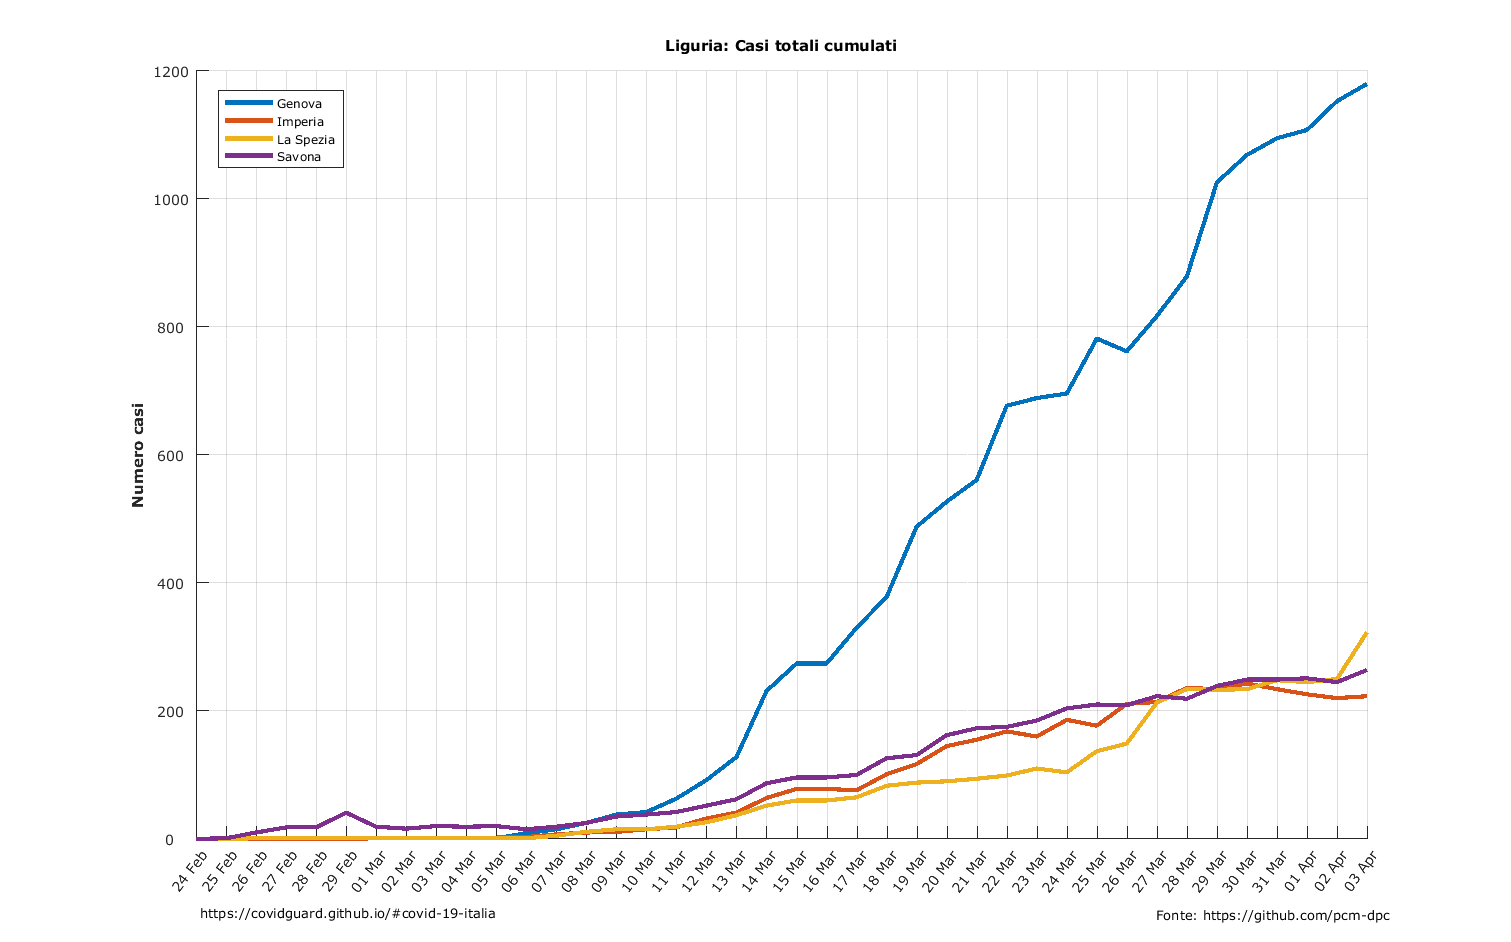 Liguria: Casi totali cumulati
1200
1000
800
600
400
200
0
Numero casi
Genova
Imperia
La Spezia
Savona
24 Feb
25 Feb
26 Feb
27 Feb
28 Feb
29 Feb
01 Mar
02 Mar
03 Mar
04 Mar
05 Mar
06 Mar
07 Mar
08 Mar
09 Mar
10 Mar
11 Mar
12 Mar
13 Mar
14 Mar
15 Mar
16 Mar
17 Mar
18 Mar
19 Mar
20 Mar
21 Mar
22 Mar
23 Mar
24 Mar
25 Mar
26 Mar
27 Mar
28 Mar
29 Mar
30 Mar
31 Mar
01 Apr
02 Apr
03 Apr
https://covidguard.github.io/#covid-19-italia
Fonte: https://github.com/pcm-dpc